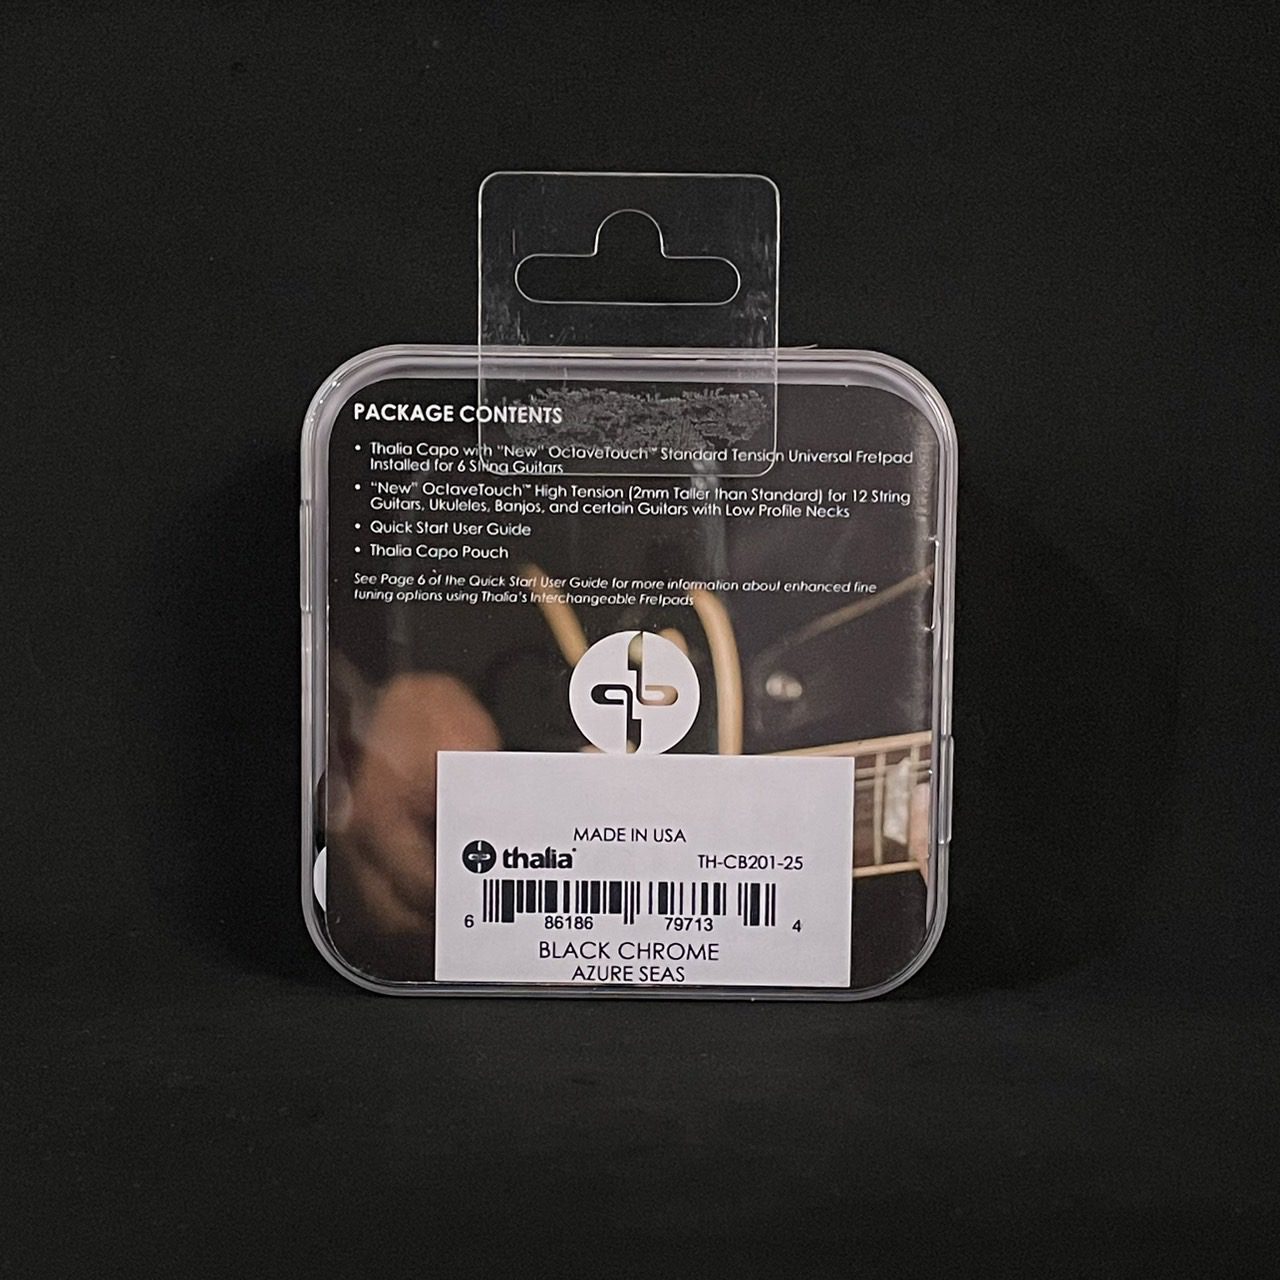 PACKAGE CONTENTS
• Thalia Capo with "New" OctaveTouch™ Standard Tension Universal Fretpad
Installed for 6 String Guitars
• "New" OctaveTouch™ High Tension (2mm Taller than Standard) for 12 String
Guitars, Ukuleles, Banjos, and certain Guitars with Low Profile Necks
• Quick Start User Guide
• Thalia Capo Pouch
See Page 6 of the Quick Start User Guide for more information about enhanced fine
tuning options using Thalia's Interchangeable Fretpads
MADE IN USA
thalia® TH-CB201-25
6 86186 79713 4
BLACK CHROME
AZURE SEAS